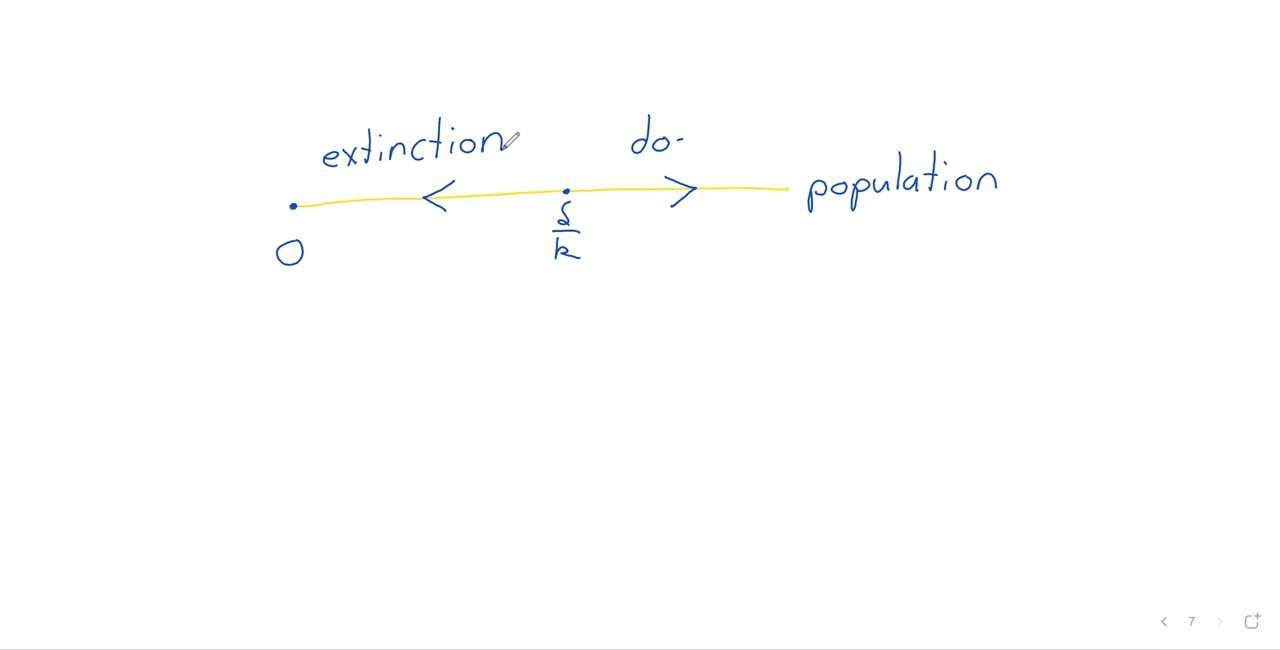 extinction do-
population
0
δ
k
< 7 >